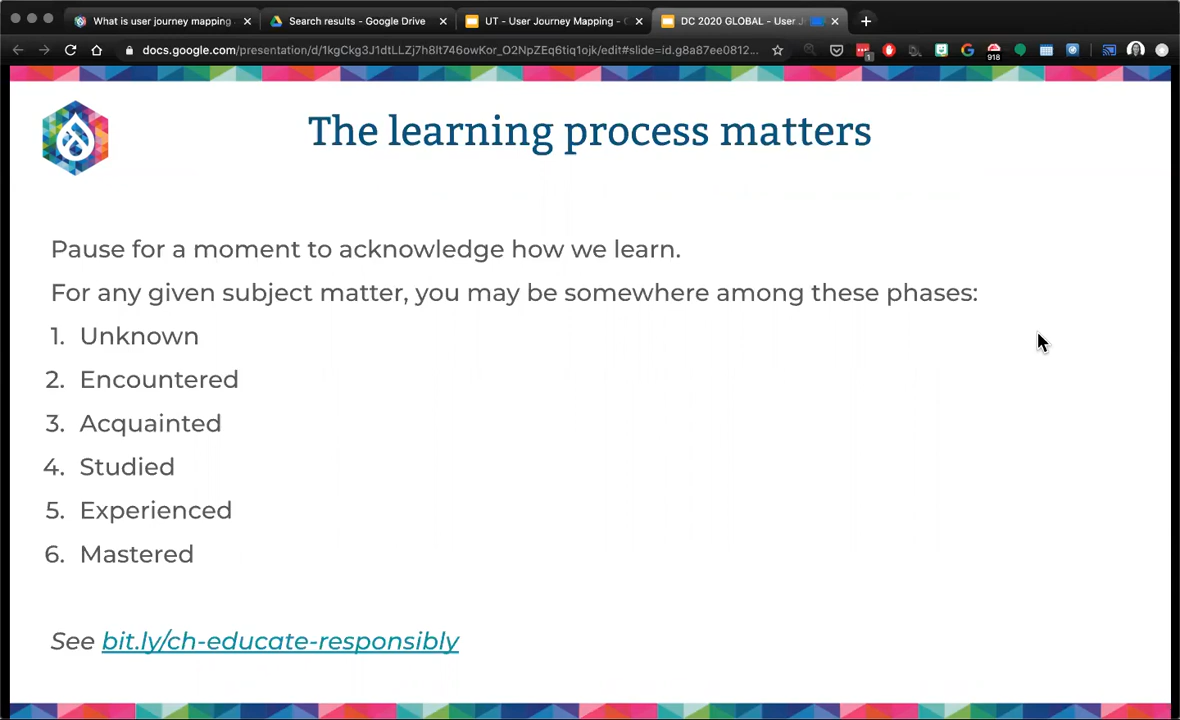 What is user journey mapping
Search results - Google Drive
UT - User Journey Mapping -
DC 2020 GLOBAL - User
docs.google.com/presentation/d/1kgCkg3J1dtLLZj7h8lt746owKor_O2NpZEq6tiq1ojk/edit#slide=id.g8a87ee0812...
1
918
The learning process matters
Pause for a moment to acknowledge how we learn.
For any given subject matter, you may be somewhere among these phases:
1. Unknown
2. Encountered
3. Acquainted
4. Studied
5. Experienced
6. Mastered
See bit.ly/ch-educate-responsibly